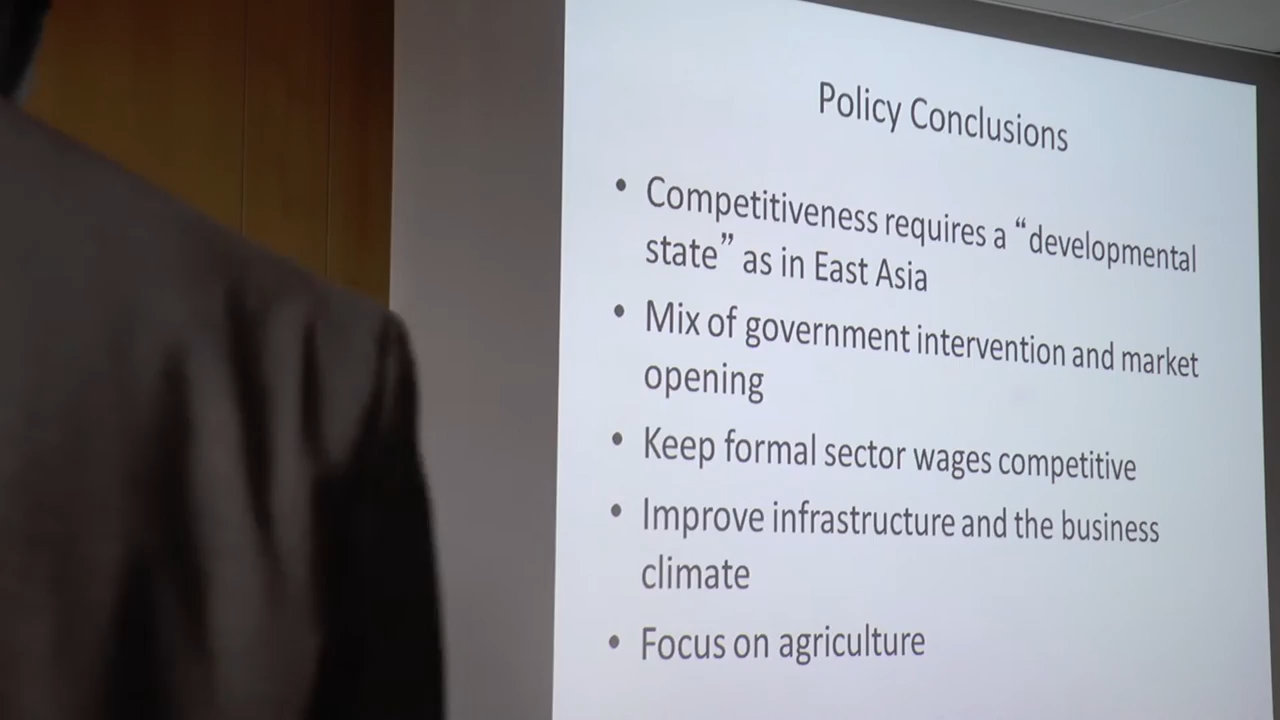 Policy Conclusions
• Competitiveness requires a “developmental
state” as in East Asia
• Mix of government intervention and market
opening
• Keep formal sector wages competitive
• Improve infrastructure and the business
climate
• Focus on agriculture